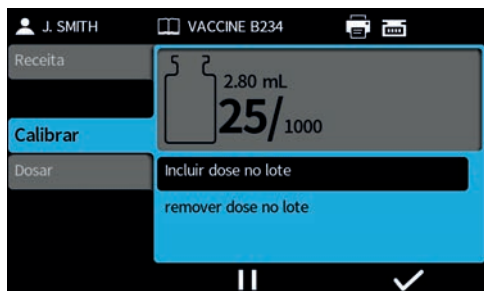 J. SMITH
VACCINE B234
Receita
2.80 mL
25/1000
Calibrar
Incluir dose no lote
Dosar
remover dose no lote